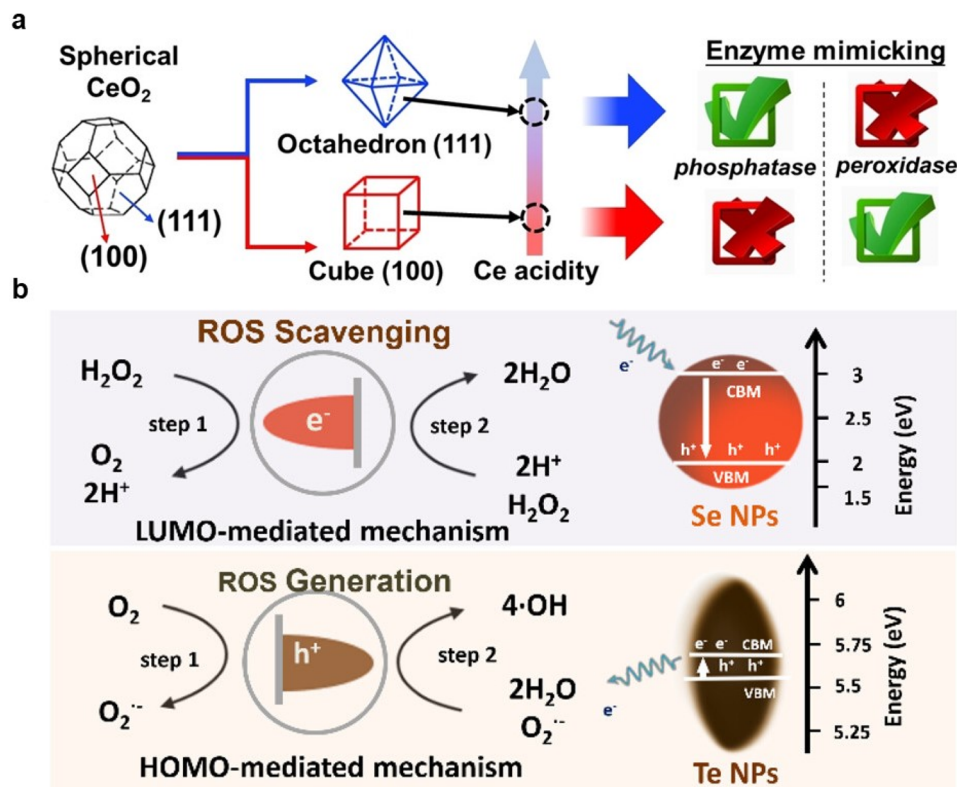 a
Spherical
CeO₂
(111)
(100)
Octahedron (111)
Cube (100)
Ce acidity
Enzyme mimicking
phosphatase
peroxidase
b
ROS Scavenging
H₂O₂
step 1
O₂
2H⁺
e⁻
2H₂O
step 2
2H⁺
H₂O₂
LUMO-mediated mechanism
e⁻
e⁻ e⁻
CBM
h⁺ h⁺ h⁺
VBM
Se NPs
3
2.5
2
1.5
Energy (eV)
ROS Generation
O₂
step 1
O₂·⁻
h⁺
4·OH
step 2
2H₂O
O₂·⁻
HOMO-mediated mechanism
e⁻
e⁻ e⁻ CBM
h⁺ h⁺
VBM
Te NPs
6
5.75
5.5
5.25
Energy (eV)